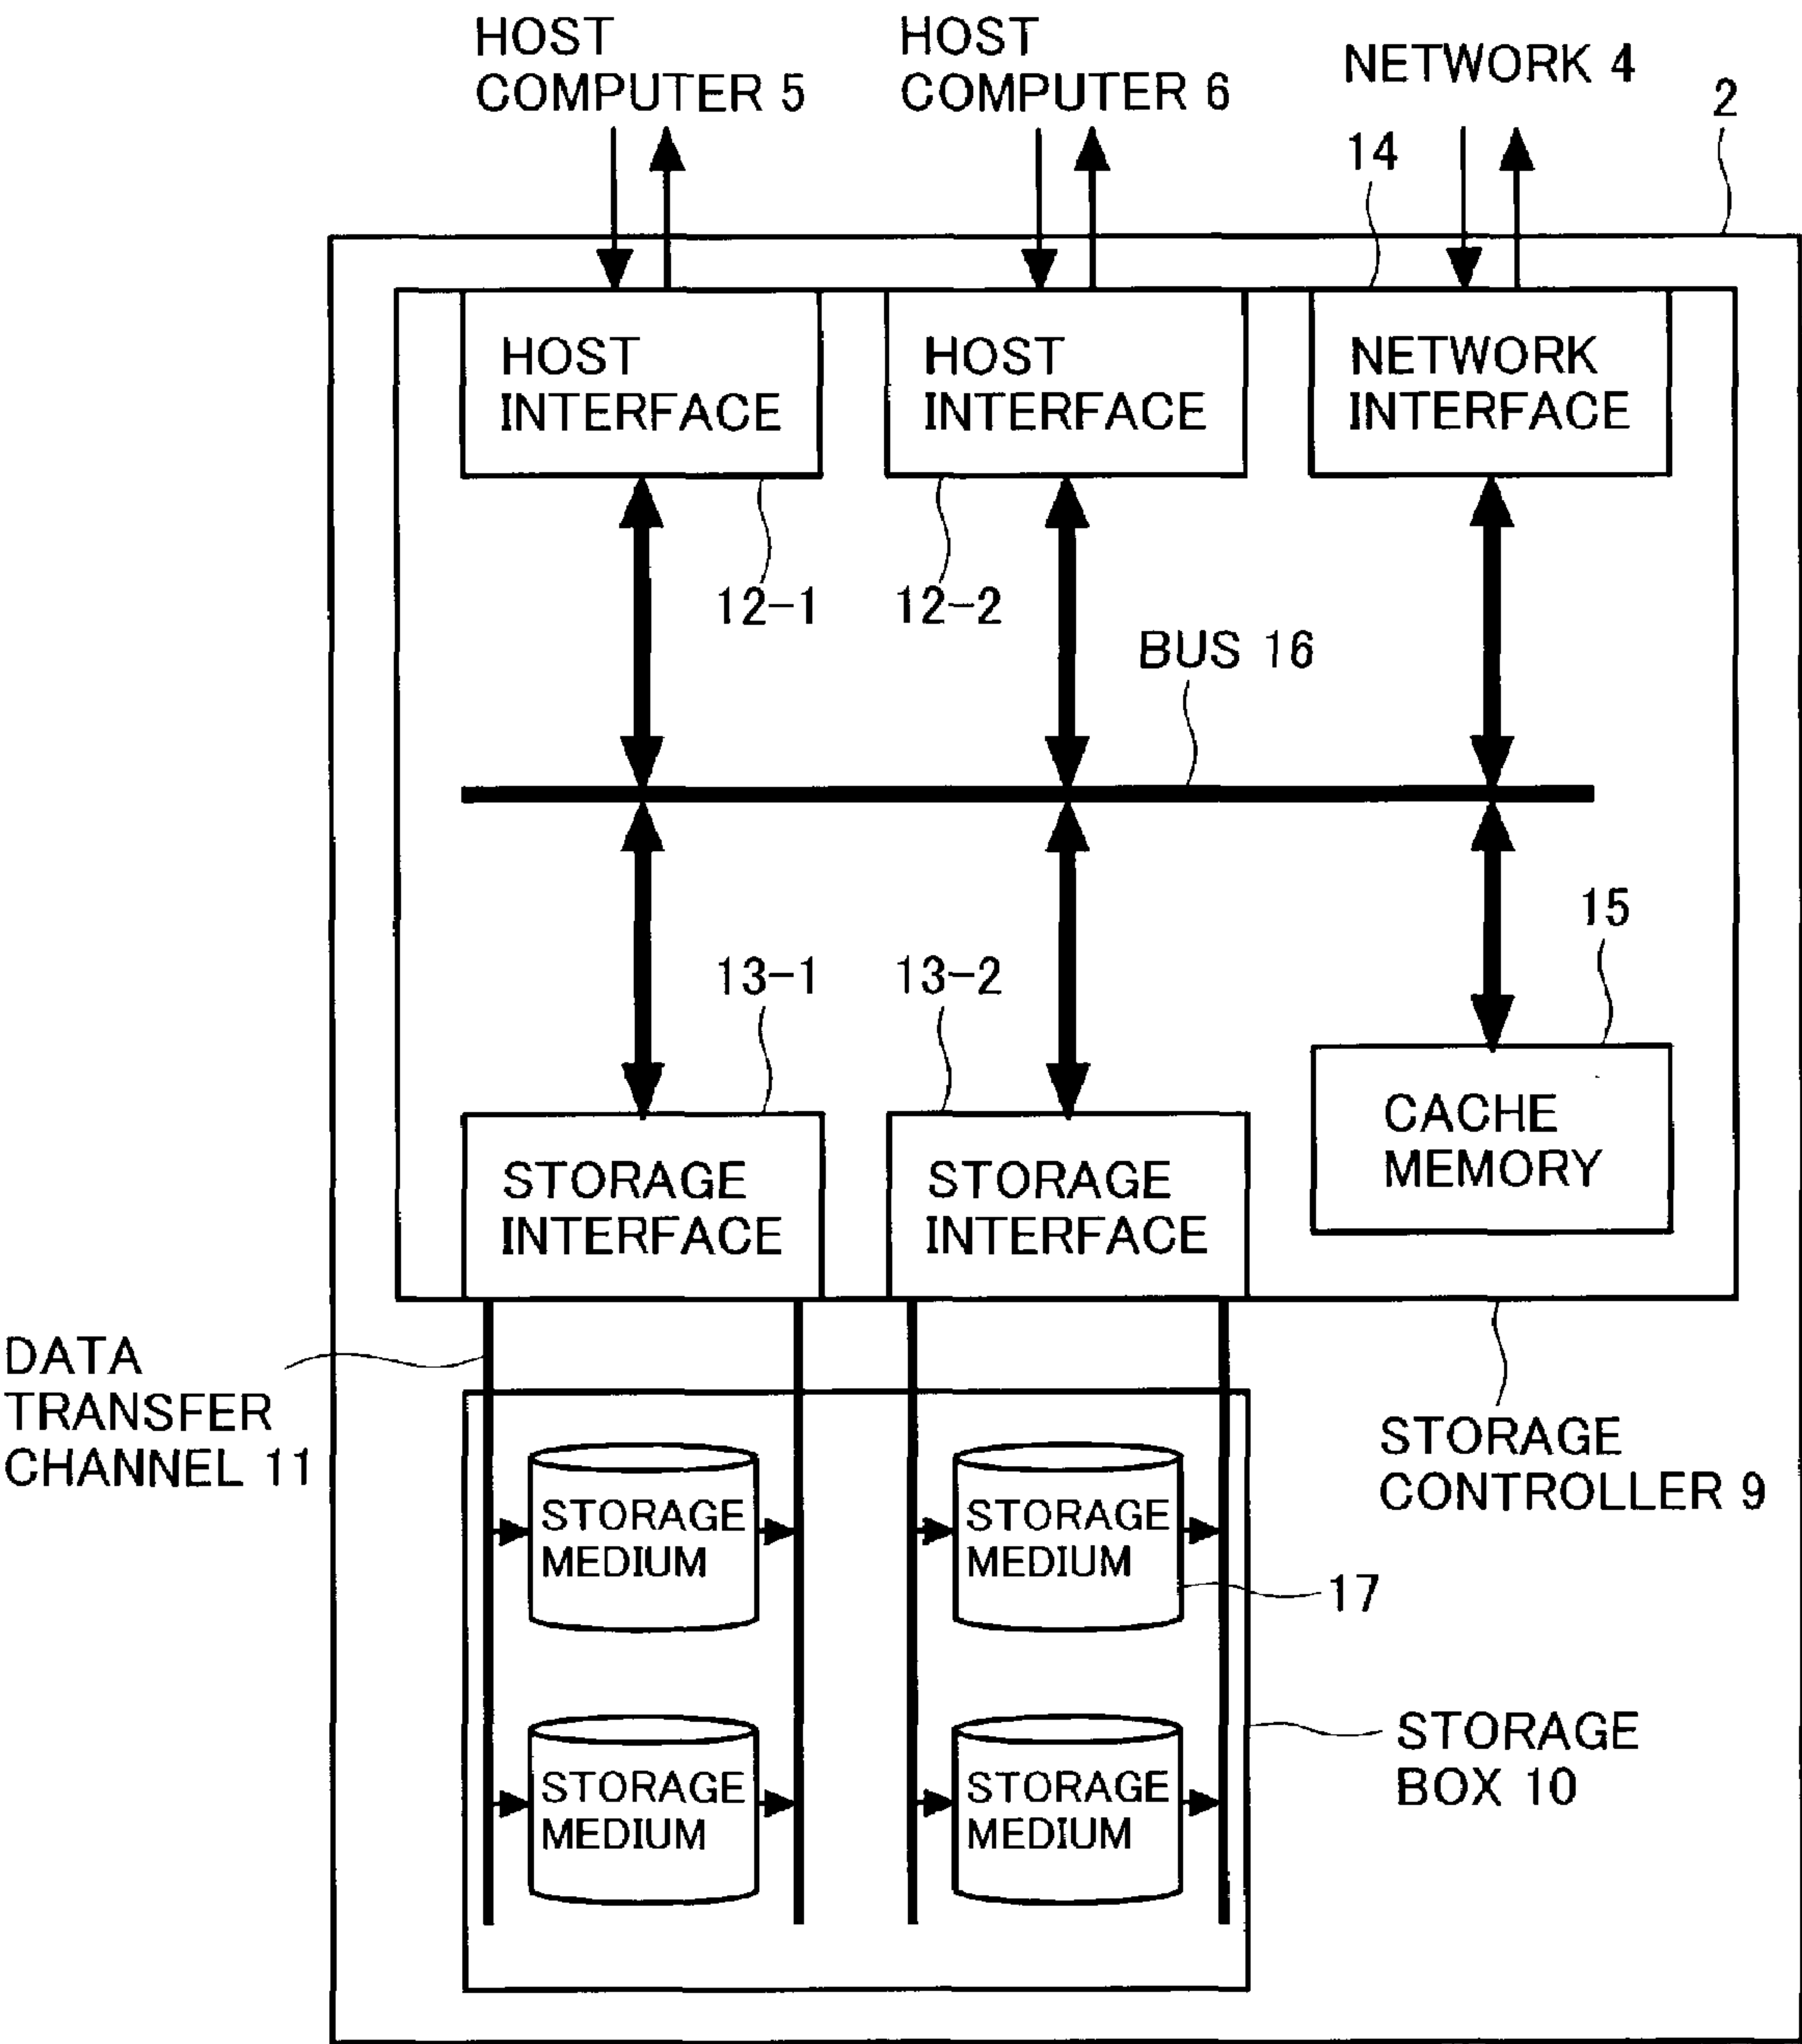 HOST
COMPUTER 5
HOST
COMPUTER 6
NETWORK 4
2
14
HOST
INTERFACE
HOST
INTERFACE
NETWORK
INTERFACE
12-1
12-2
BUS 16
15
13-1
13-2
CACHE
MEMORY
STORAGE
INTERFACE
STORAGE
INTERFACE
DATA
TRANSFER
CHANNEL 11
STORAGE
CONTROLLER 9
STORAGE
MEDIUM
STORAGE
MEDIUM
17
STORAGE
MEDIUM
STORAGE
MEDIUM
STORAGE
BOX 10